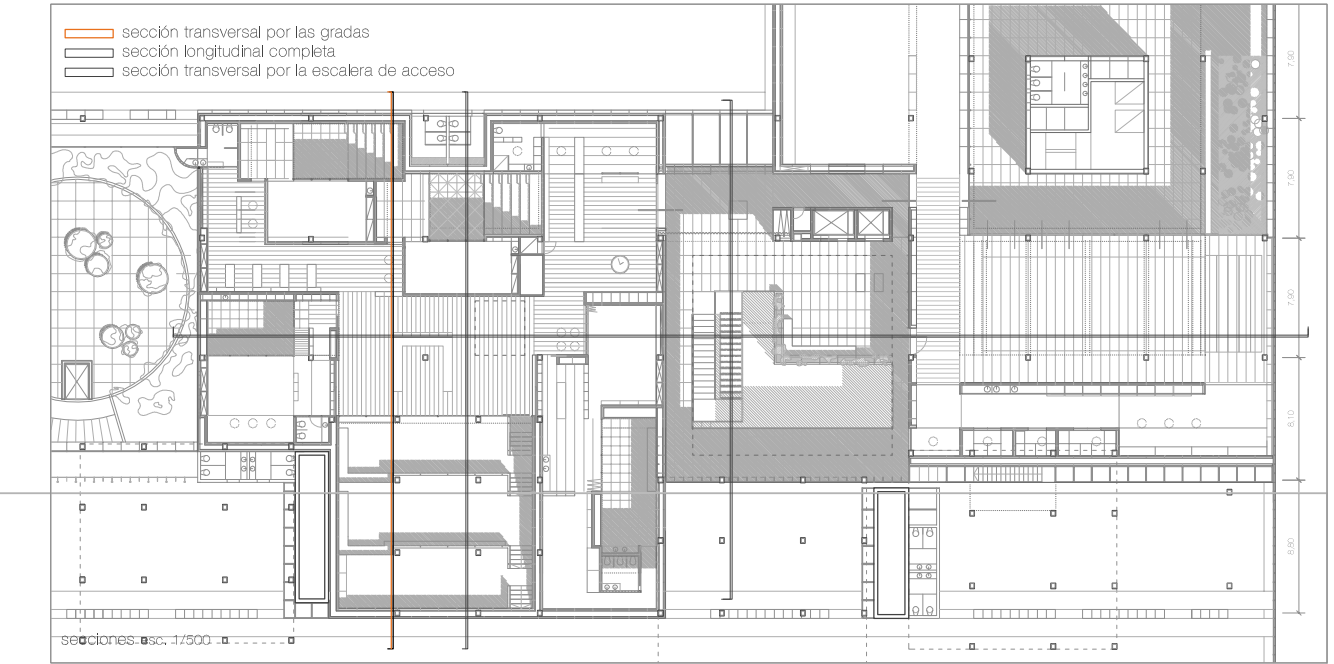 sección transversal por las gradas
sección longitudinal completa
sección transversal por la escalera de acceso
7,90
7,90
7,90
8,10
8,80
secciones esc. 1/500